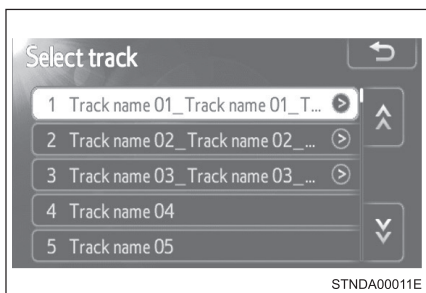 Select track
1 Track name 01_Track name 01_T...
2 Track name 02_Track name 02_...
3 Track name 03_Track name 03_...
4 Track name 04
5 Track name 05
STNDA00011E